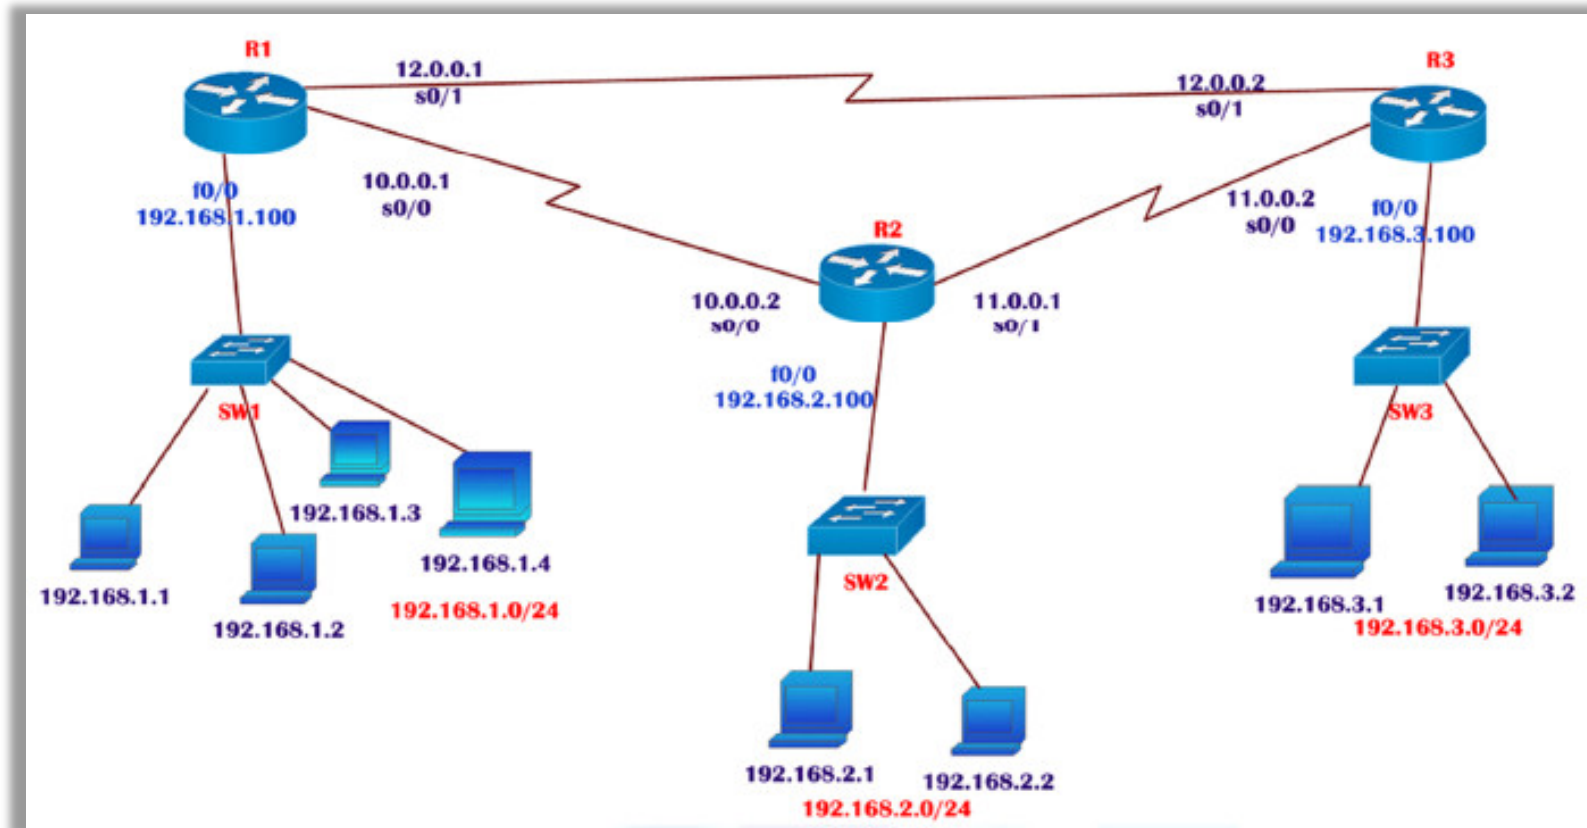 R1
12.0.0.1
s0/1
12.0.0.2
s0/1
R3
f0/0
192.168.1.100
10.0.0.1
s0/0
R2
11.0.0.2
s0/0
f0/0
192.168.3.100
10.0.0.2
s0/0
11.0.0.1
s0/1
f0/0
192.168.2.100
SW1
SW3
192.168.1.3
192.168.1.4
192.168.1.1
192.168.1.2
192.168.1.0/24
SW2
192.168.3.1
192.168.3.2
192.168.3.0/24
192.168.2.1
192.168.2.2
192.168.2.0/24